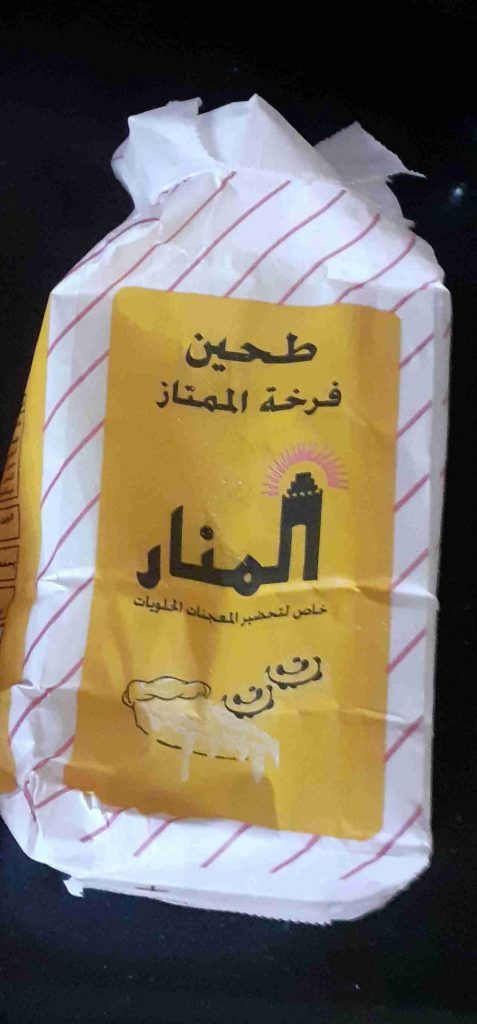 طحين
فرخة الممتاز
المنار
خاص لتحضير المعجنات الحلويات